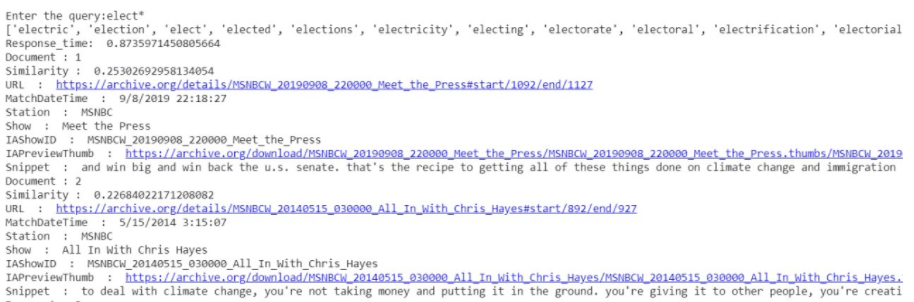 Enter the query:elect*
['electric', 'election', 'elect', 'elected', 'elections', 'electricity', 'electing', 'electorate', 'electoral', 'electrification', 'electorial
Response_time:  0.8735971450805664
Document : 1
Similarity :  0.25302692958134054
URL  :  https://archive.org/details/MSNBCW_20190908_220000_Meet_the_Press#start/1092/end/1127
MatchDateTime  :  9/8/2019 22:18:27
Station  :  MSNBC
Show  :  Meet the Press
IAShowID  :  MSNBCW_20190908_220000_Meet_the_Press
IAPreviewThumb  :  https://archive.org/download/MSNBCW_20190908_220000_Meet_the_Press/MSNBCW_20190908_220000_Meet_the_Press.thumbs/MSNBCW_2019
Snippet  :  and win big and win back the u.s. senate. that's the recipe to getting all of these things done on climate change and immigration
Document : 2
Similarity :  0.22684022171208082
URL  :  https://archive.org/details/MSNBCW_20140515_030000_All_In_With_Chris_Hayes#start/892/end/927
MatchDateTime  :  5/15/2014 3:15:07
Station  :  MSNBC
Show  :  All In With Chris Hayes
IAShowID  :  MSNBCW_20140515_030000_All_In_With_Chris_Hayes
IAPreviewThumb  :  https://archive.org/download/MSNBCW_20140515_030000_All_In_With_Chris_Hayes/MSNBCW_20140515_030000_All_In_With_Chris_Hayes.
Snippet  :  to deal with climate change, you're not taking money and putting it in the ground. you're giving it to other people, you're creati